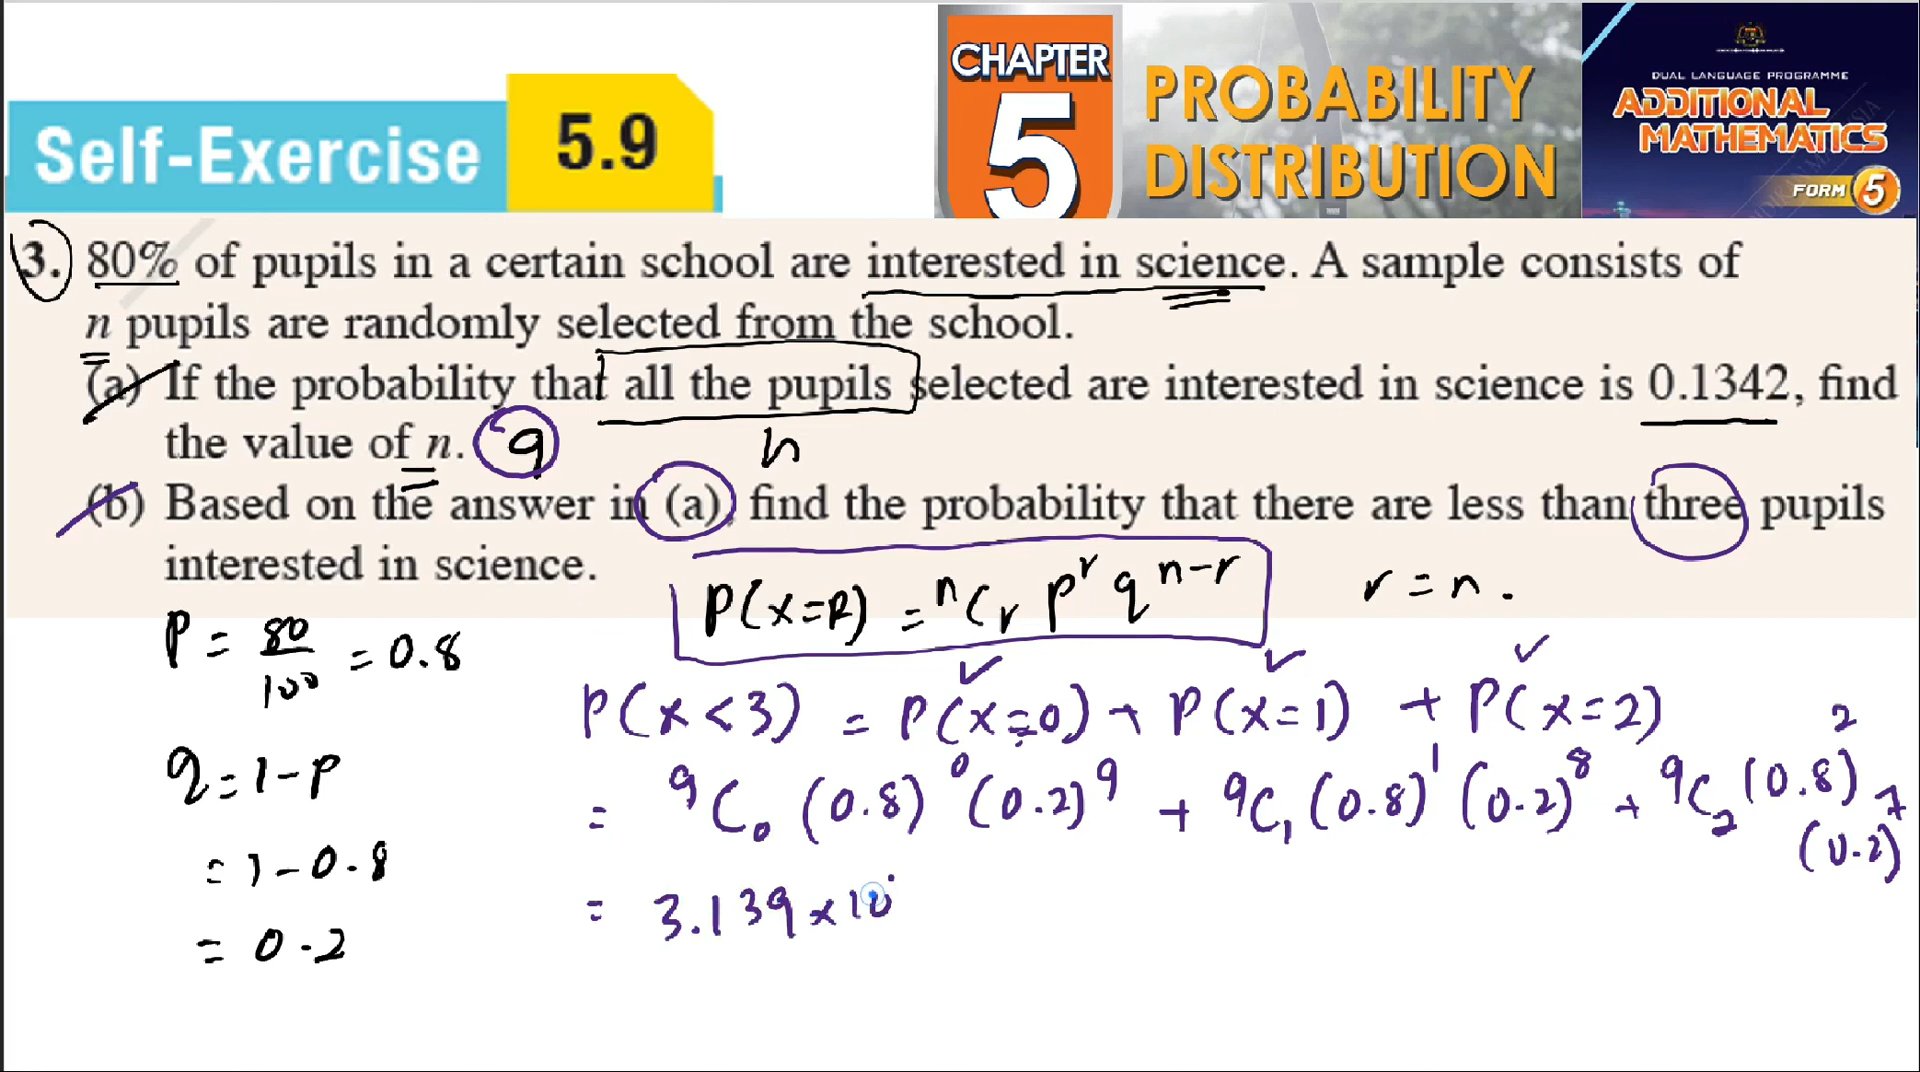 CHAPTER
5
PROBABILITY
DISTRIBUTION
DUAL LANGUAGE PROGRAMME
ADDITIONAL
MATHEMATICS
FORM 5
Self-Exercise 5.9
3. 80% of pupils in a certain school are interested in science. A sample consists of
n pupils are randomly selected from the school.
(a) If the probability that all the pupils selected are interested in science is 0.1342, find
the value of n. 9 n
(b) Based on the answer in (a), find the probability that there are less than three pupils
interested in science.
P(x=R) = ⁿCᵣ pʳ qⁿ⁻ʳ r = n.
P = 80/100 = 0.8
q = 1 - P
= 1 - 0.8
= 0.2
P(x<3) = P(x=0) + P(x=1) + P(x=2)
= ⁹C₀ (0.8)⁰ (0.2)⁹ + ⁹C₁ (0.8)¹ (0.2)⁸ + ⁹C₂ (0.8)² (0.2)⁷
= 3.139 × 10